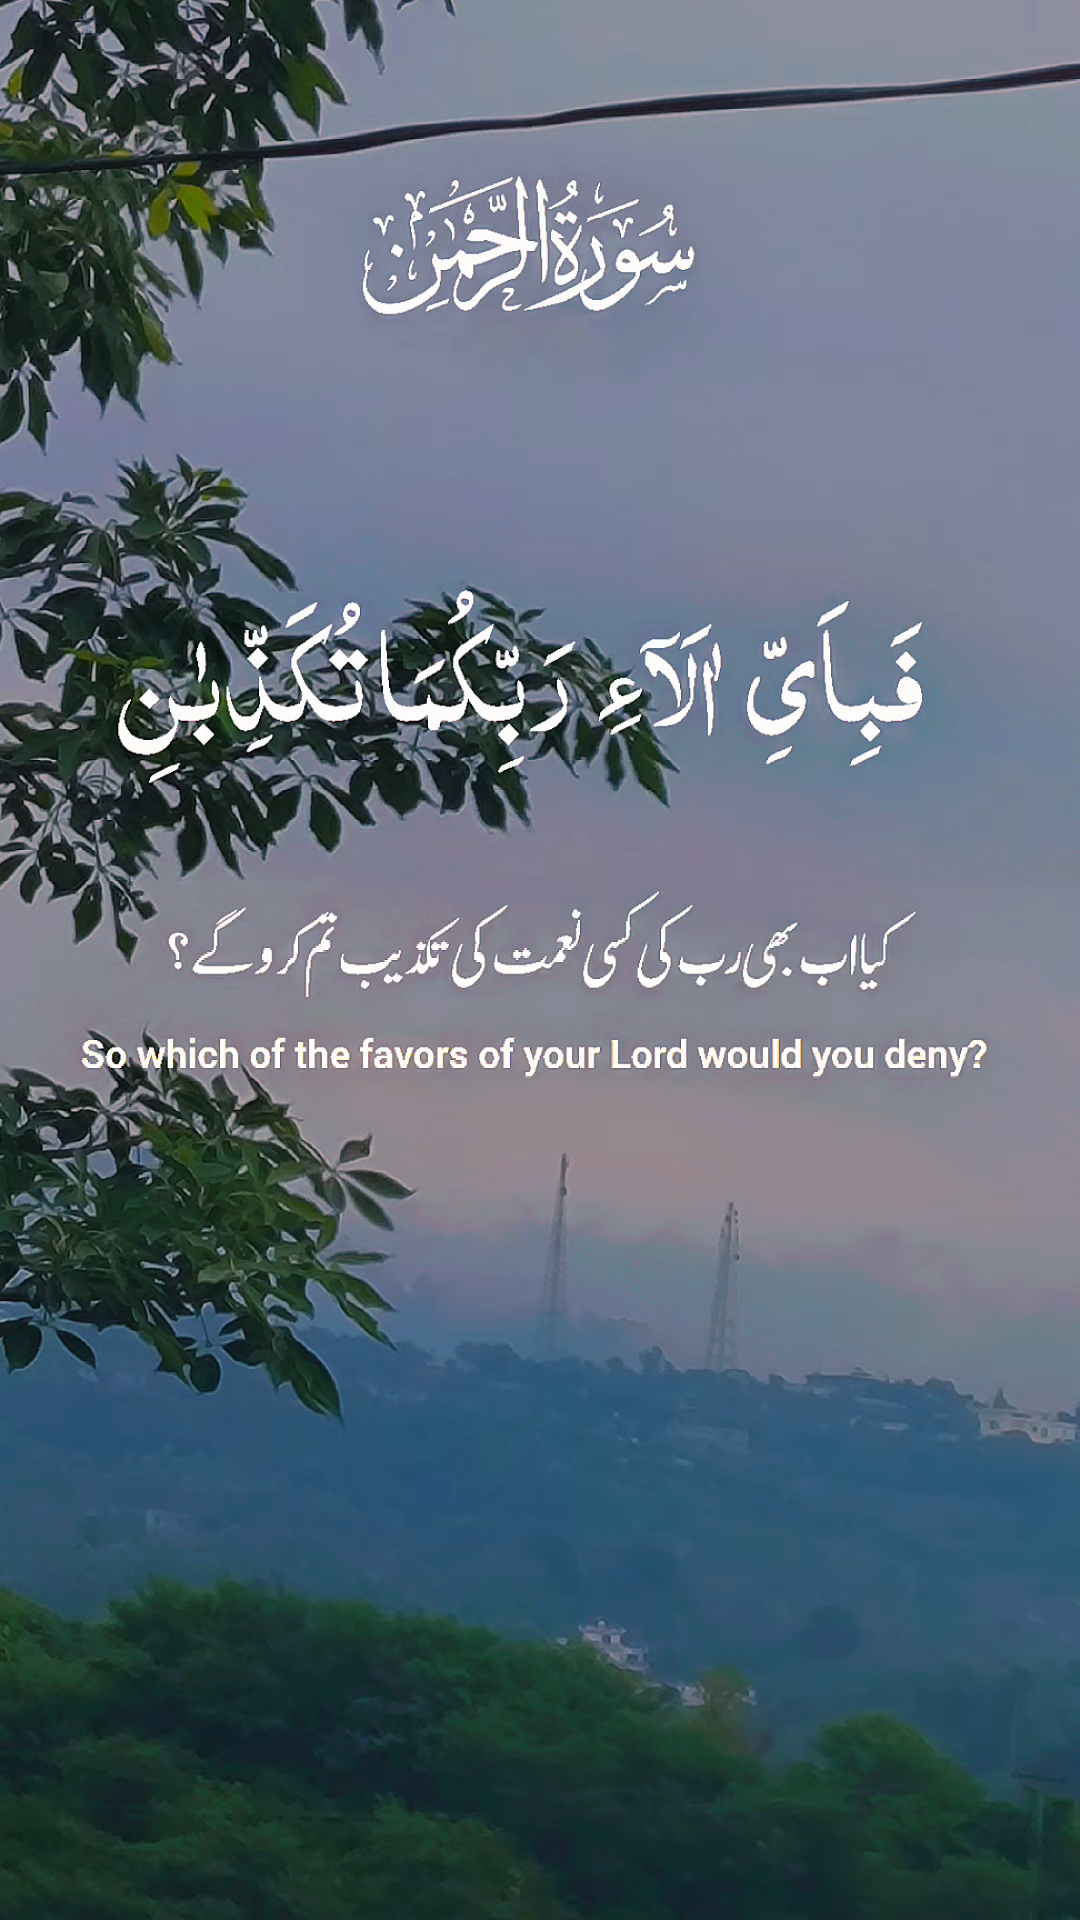 سُورَةُ الرَّحْمٰنِ
فَبِاَىِّ اٰلَآءِ رَبِّكُمَا تُكَذِّبٰنِ
کیا اب بھی رب کی کسی نعمت کی تکذیب تم کرو گے؟
So which of the favors of your Lord would you deny?